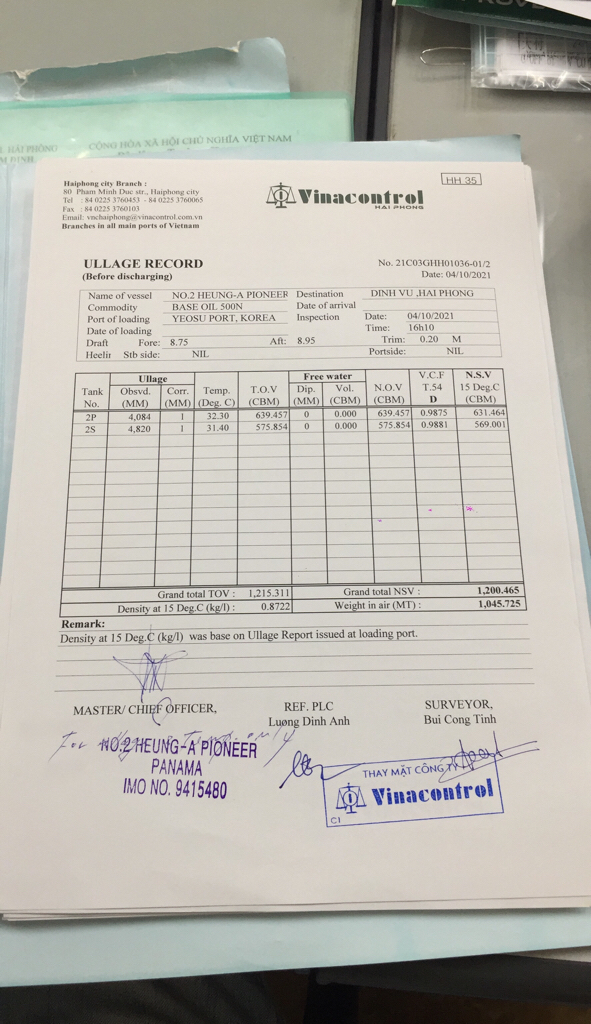 HẢI PHÒNG CỘNG HÒA XÃ HỘI CHỦ NGHĨA VIỆT NAM
Haiphong city Branch :
80 Pham Minh Duc str., Haiphong city
Tel : 84 0225 3760453 - 84 0225 3760065
Fax : 84 0225 3760103
Email: vnchaiphong@vinacontrol.com.vn
Branches in all main ports of Vietnam
Vinacontrol
HAI PHONG
HH 35
ULLAGE RECORD
(Before discharging)
No. 21C03GHH01036-01/2
Date: 04/10/2021
Name of vessel NO.2 HEUNG-A PIONEER Destination DINH VU ,HAI PHONG
Commodity BASE OIL 500N Date of arrival
Port of loading YEOSU PORT, KOREA Inspection Date: 04/10/2021
Date of loading Time: 16h10
Draft Fore: 8.75 Aft: 8.95 Trim: 0.20 M
Heelir Stb side: NIL Portside: NIL
Tank No. Ullage Obsvd. (MM) Corr. (MM) Temp. (Deg. C) T.O.V (CBM) Free water Dip. (MM) Vol. (CBM) N.O.V (CBM) V.C.F T.54 D N.S.V 15 Deg.C (CBM)
2P 4,084 1 32.30 639.457 0 0.000 639.457 0.9875 631.464
2S 4,820 1 31.40 575.854 0 0.000 575.854 0.9881 569.001
Grand total TOV : 1,215.311 Grand total NSV : 1,200.465
Density at 15 Deg.C (kg/l) : 0.8722 Weight in air (MT) : 1,045.725
Remark:
Density at 15 Deg.C (kg/l) was base on Ullage Report issued at loading port.
MASTER/ CHIEF OFFICER, REF. PLC SURVEYOR,
Luong Dinh Anh Bui Cong Tinh
For only
NO.2 HEUNG-A PIONEER
PANAMA
IMO NO. 9415480
THAY MẶT CÔNG TY
Vinacontrol
C1